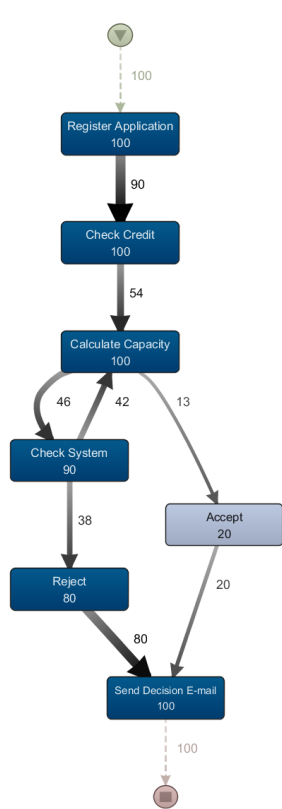 100
Register Application
100
90
Check Credit
100
54
Calculate Capacity
100
46
42
13
Check System
90
38
Accept
20
Reject
80
20
80
Send Decision E-mail
100
100